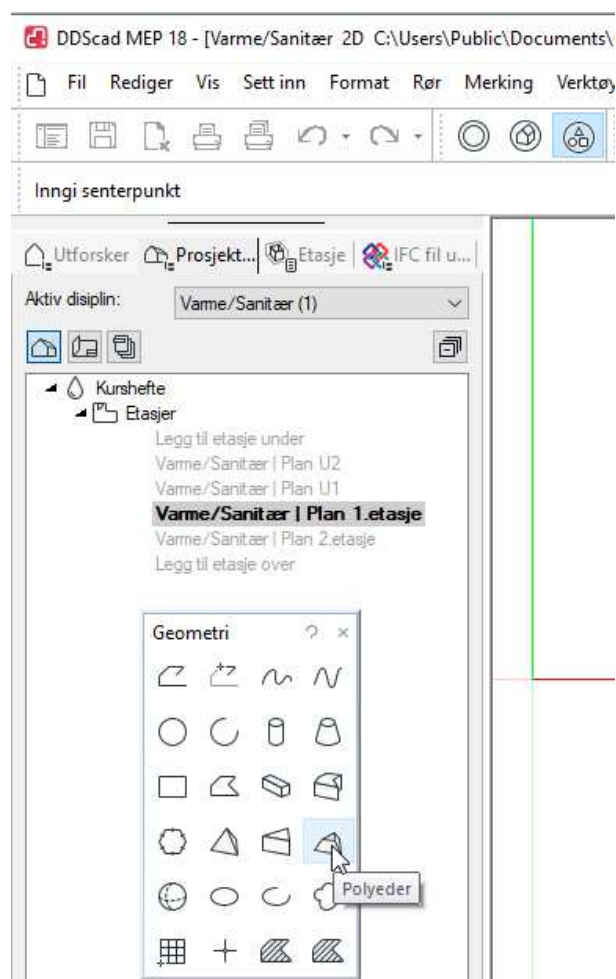 DDScad MEP 18 - [Varme/Sanitær 2D C:\Users\Public\Documents\
Fil Rediger Vis Sett inn Format Rør Merking Verktøy
Inngi senterpunkt
Utforsker Prosjekt... Etasje IFC fil u...
Aktiv disiplin: Varme/Sanitær (1)
Kurshefte
Etasjer
Legg til etasje under
Varme/Sanitær | Plan U2
Varme/Sanitær | Plan U1
Varme/Sanitær | Plan 1.etasje
Varme/Sanitær | Plan 2.etasje
Legg til etasje over
Geometri ? ×
Polyeder